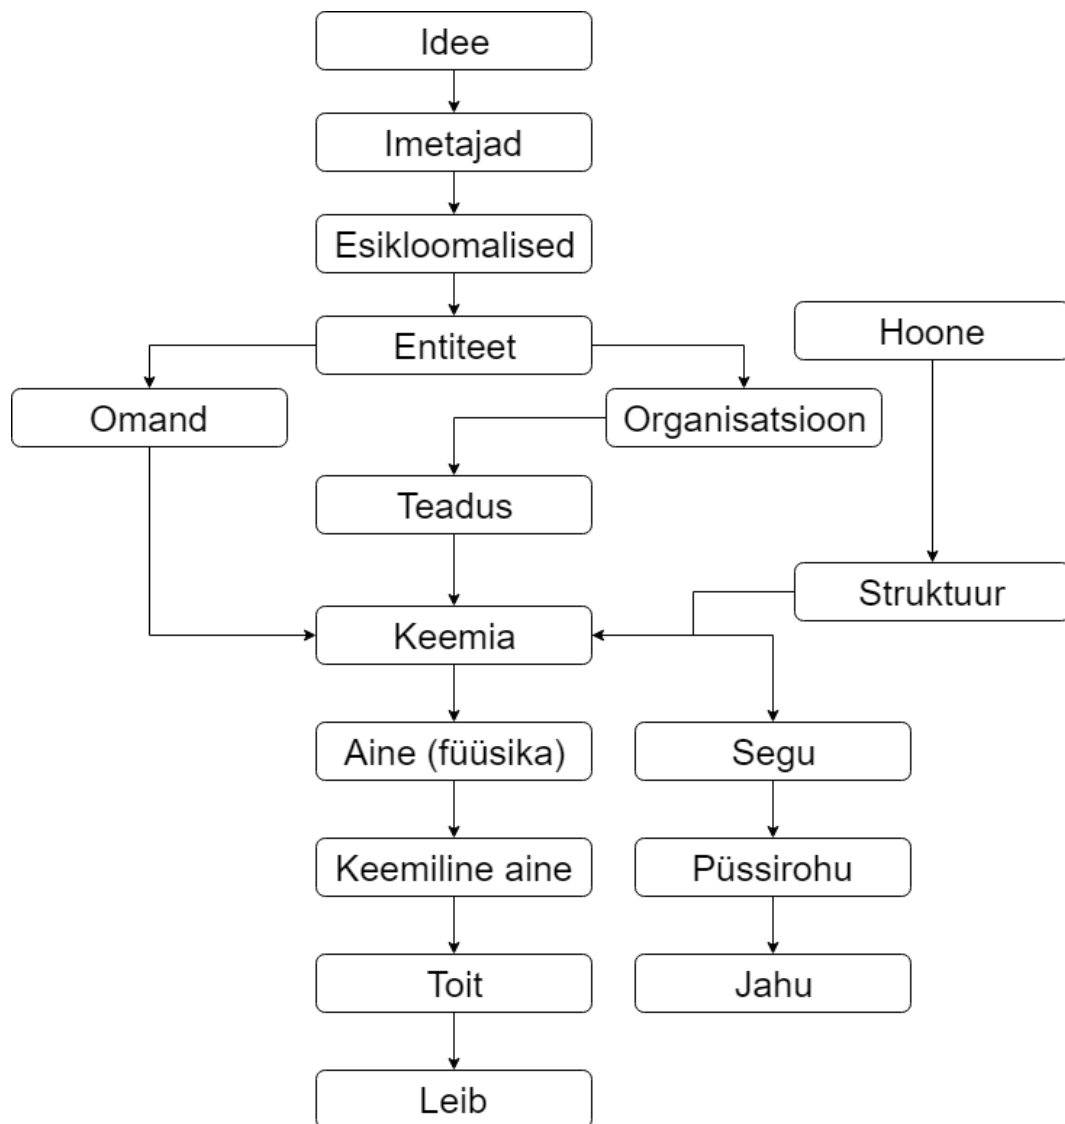 Idee
Imetajad
Esikloomalised
Entiteet
Hoone
Omand
Organisatsioon
Teadus
Struktuur
Keemia
Aine (füüsika)
Segu
Keemiline aine
Püssirohu
Toit
Jahu
Leib